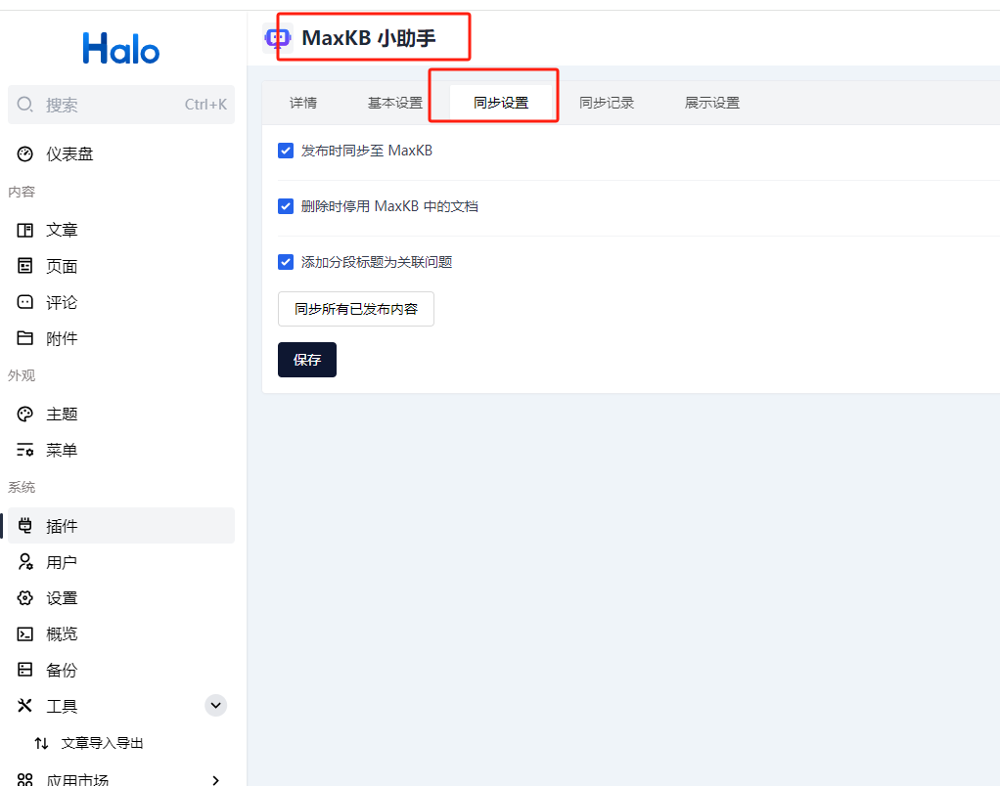 Halo
搜索 Ctrl+K
仪表盘
内容
文章
页面
评论
附件
外观
主题
菜单
系统
插件
用户
设置
概览
备份
工具
文章导入导出
应用市场
MaxKB 小助手
详情 基本设置 同步设置 同步记录 展示设置
发布时同步至 MaxKB
删除时停用 MaxKB 中的文档
添加分段标题为关联问题
同步所有已发布内容
保存